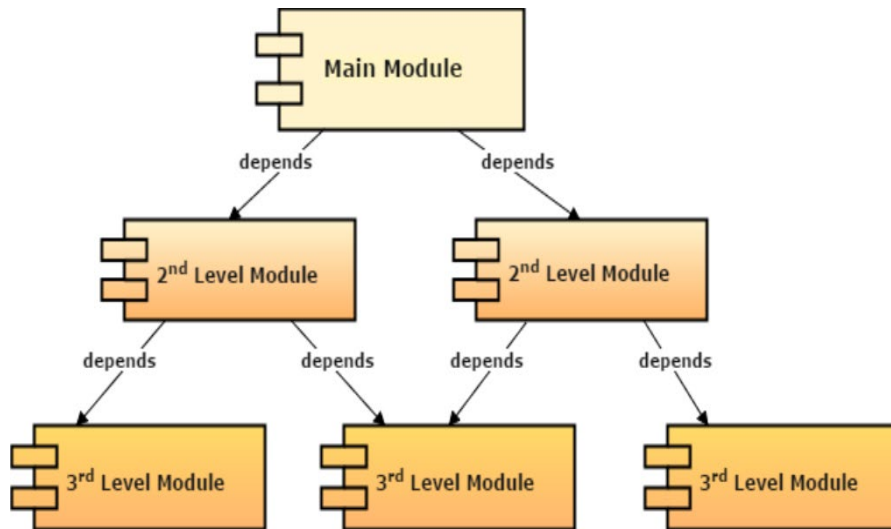 Main Module
depends depends
2nd Level Module 2nd Level Module
depends depends depends depends
3rd Level Module 3rd Level Module 3rd Level Module